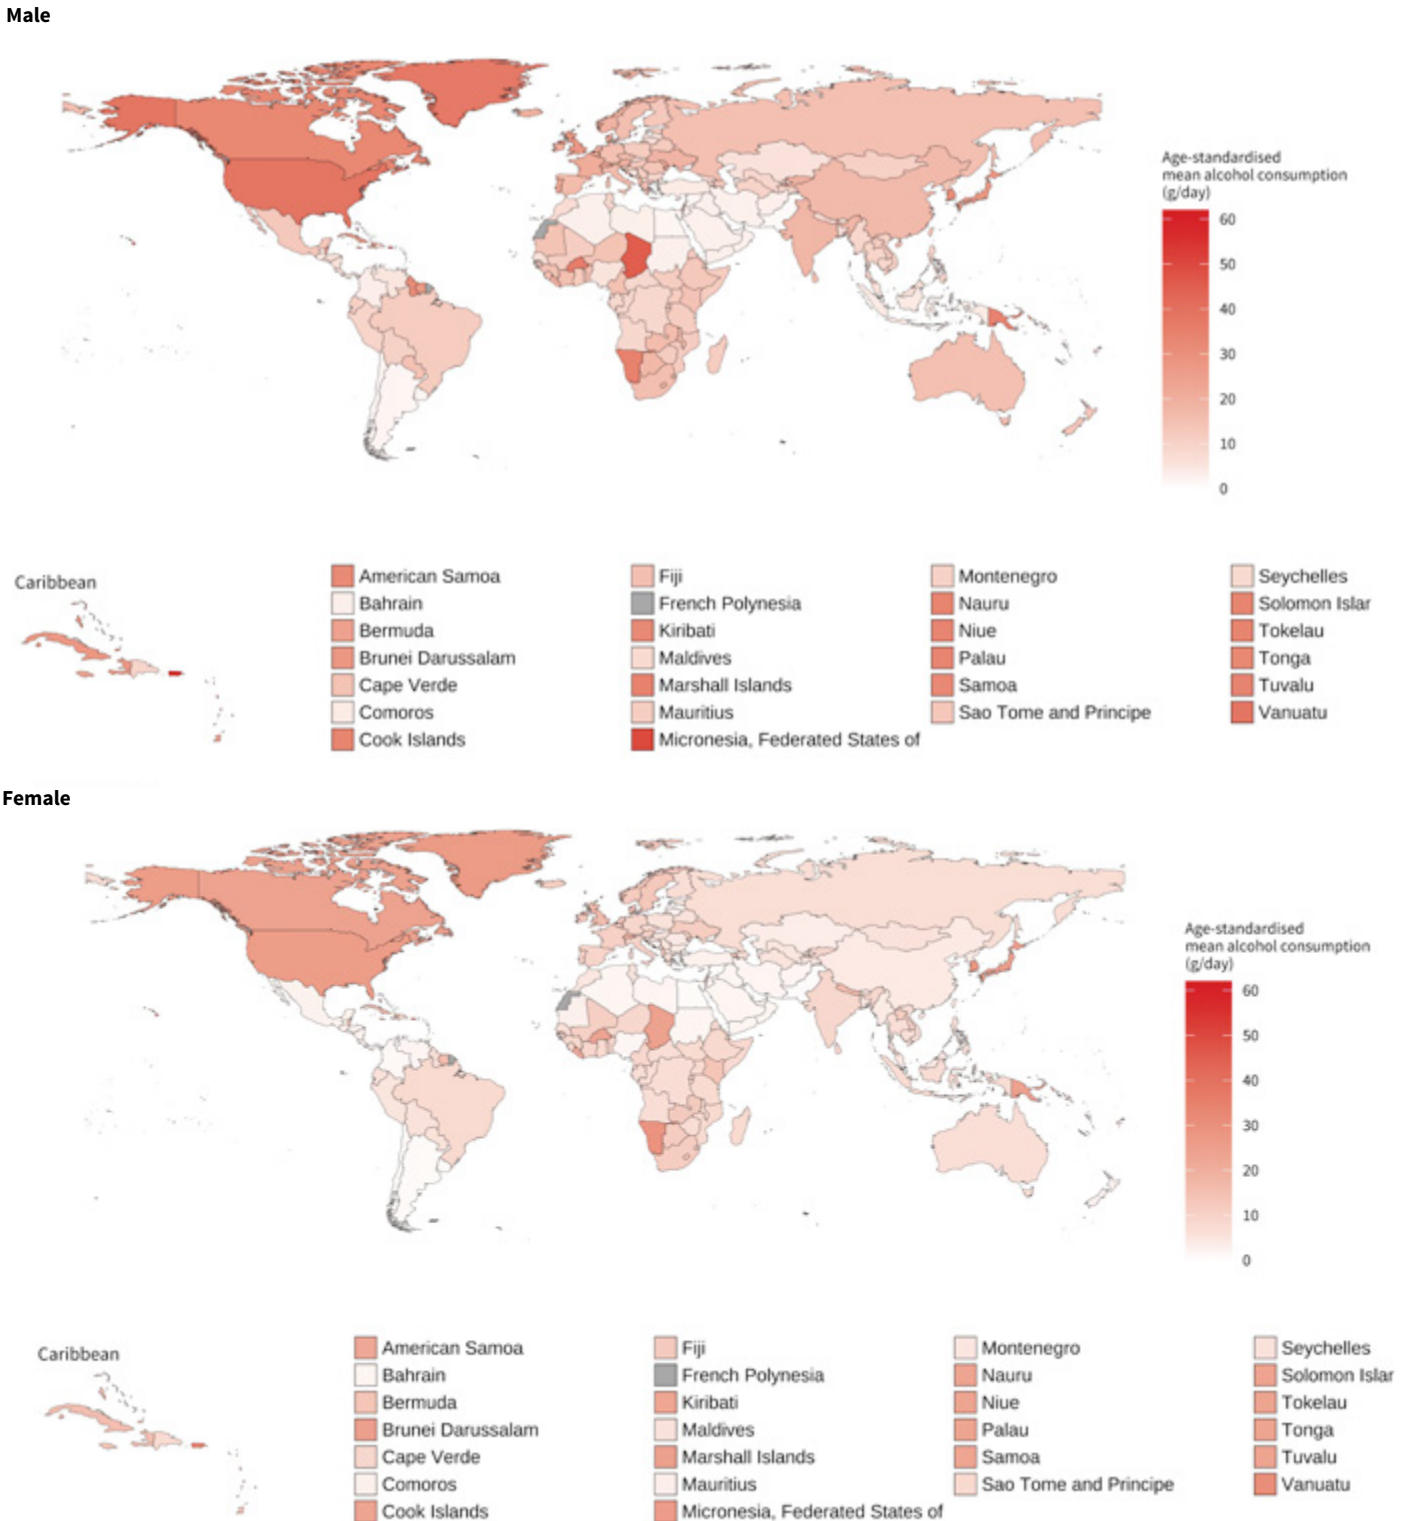 Male
Age-standardised
mean alcohol consumption
(g/day)
60
50
40
30
20
10
0
Caribbean
American Samoa
Bahrain
Bermuda
Brunei Darussalam
Cape Verde
Comoros
Cook Islands
Fiji
French Polynesia
Kiribati
Maldives
Marshall Islands
Mauritius
Micronesia, Federated States of
Montenegro
Nauru
Niue
Palau
Samoa
Sao Tome and Principe
Seychelles
Solomon Islar
Tokelau
Tonga
Tuvalu
Vanuatu
Female
Age-standardised
mean alcohol consumption
(g/day)
60
50
40
30
20
10
0
Caribbean
American Samoa
Bahrain
Bermuda
Brunei Darussalam
Cape Verde
Comoros
Cook Islands
Fiji
French Polynesia
Kiribati
Maldives
Marshall Islands
Mauritius
Micronesia, Federated States of
Montenegro
Nauru
Niue
Palau
Samoa
Sao Tome and Principe
Seychelles
Solomon Islar
Tokelau
Tonga
Tuvalu
Vanuatu